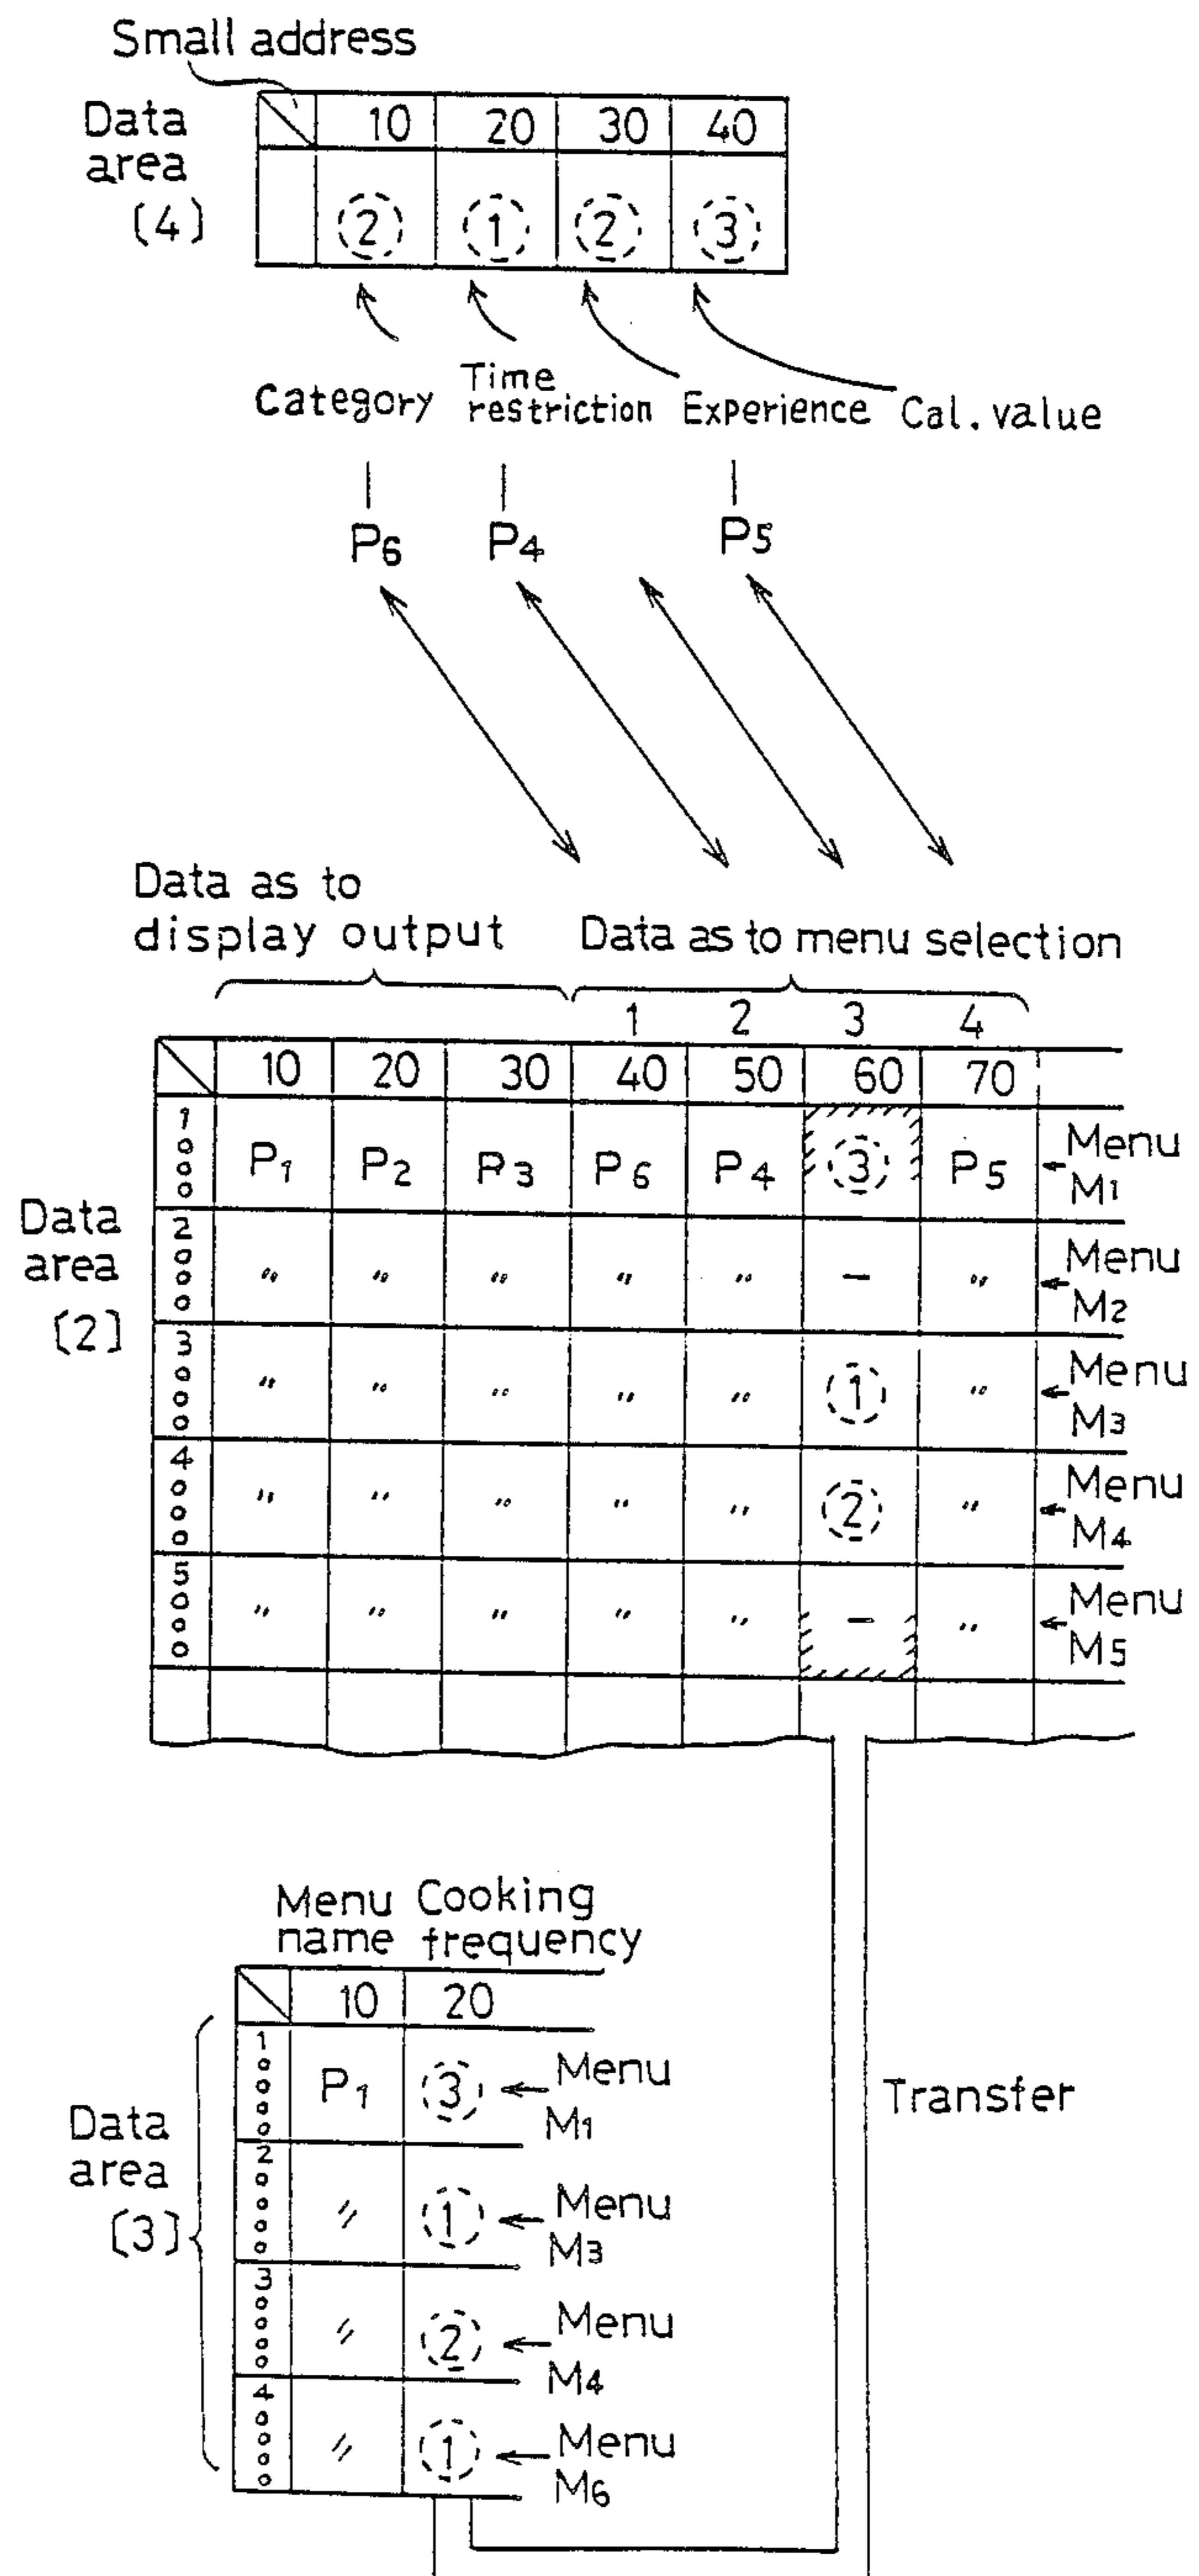 Small address
Data area (4)
10 20 30 40
2 1 2 3
Category Time restriction Experience Cal. value
P6 P4 P5
Data as to display output
Data as to menu selection
1 2 3 4
10 20 30 40 50 60 70
Data area (2)
1000 P1 P2 P3 P6 P4 3 P5 Menu M1
2000 〃 〃 〃 〃 〃 – 〃 Menu M2
3000 〃 〃 〃 〃 〃 1 〃 Menu M3
4000 〃 〃 〃 〃 〃 2 〃 Menu M4
5000 〃 〃 〃 〃 〃 – 〃 Menu M5
Menu name Cooking frequency
10 20
Data area (3)
1000 P1 3 Menu M1
2000 〃 1 Menu M3
3000 〃 2 Menu M4
4000 〃 1 Menu M6
Transfer